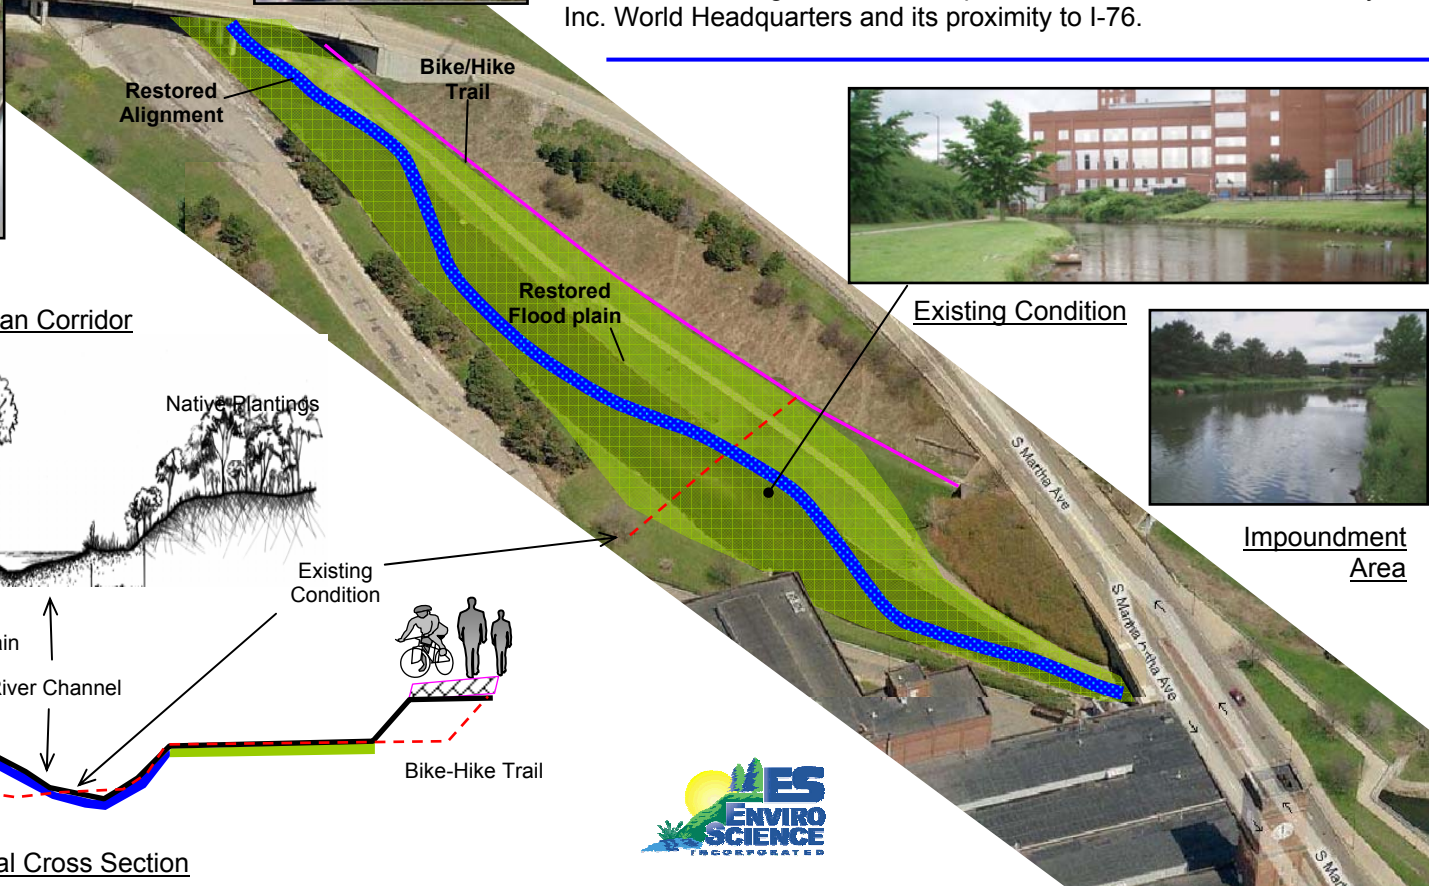 Inc. World Headquarters and its proximity to I-76.
Bike/Hike
Trail
Restored
Alignment
Restored
Flood plain
Existing Condition
an Corridor
Native Plantings
S Martha Ave
Impoundment
Area
Existing
Condition
S Martha
Martha Ave
ain
River Channel
Bike-Hike Trail
ES
ENVIRO
SCIENCE
INCORPORATED
al Cross Section
S Mar